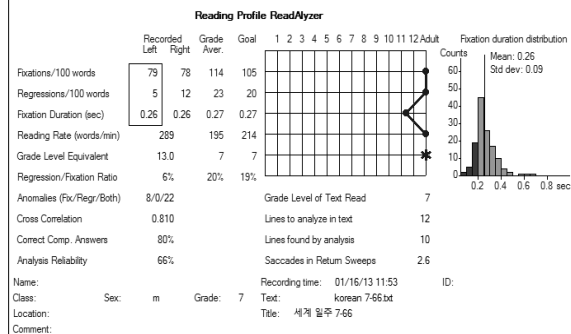 Reading Profile ReadAlyzer
Recorded Grade Goal 1 2 3 4 5 6 7 8 9 10 11 12 Adult Fixation duration distribution
Left Right Aver.
Counts Mean: 0.26
Std dev: 0.09
Fixations/100 words 79 78 114 105
Regressions/100 words 5 12 23 20
Fixation Duration (sec) 0.26 0.26 0.27 0.27
Reading Rate (words/min) 289 195 214
Grade Level Equivalent 13.0 7 7
Regression/Fixation Ratio 6% 20% 19%
60
50
40
30
20
10
0
0.2 0.4 0.6 0.8 sec
Anomalies (Fix/Regr/Both) 8/0/22 Grade Level of Text Read 7
Cross Correlation 0.810 Lines to analyze in text 12
Correct Comp. Answers 80% Lines found by analysis 10
Analysis Reliability 66% Saccades in Return Sweeps 2.6
Name: Recording time: 01/16/13 11:53 ID:
Class: Sex: m Grade: 7 Text: korean 7-66.txt
Location: Title: 세계 일주 7-66
Comment: